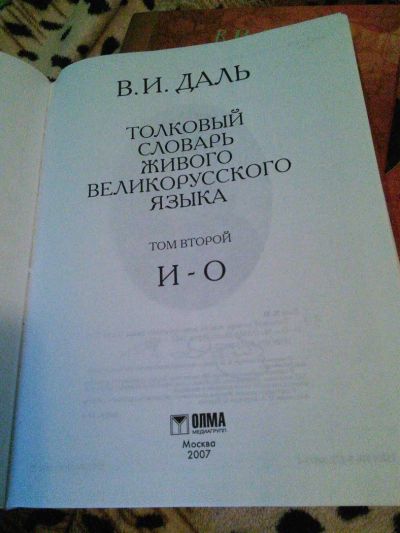 В.И. ДАЛЬ
ТОЛКОВЫЙ
СЛОВАРЬ
ЖИВОГО
ВЕЛИКОРУССКОГО
ЯЗЫКА
ТОМ ВТОРОЙ
И - О
ОЛМА
МЕДИАГРУПП
Москва
2007